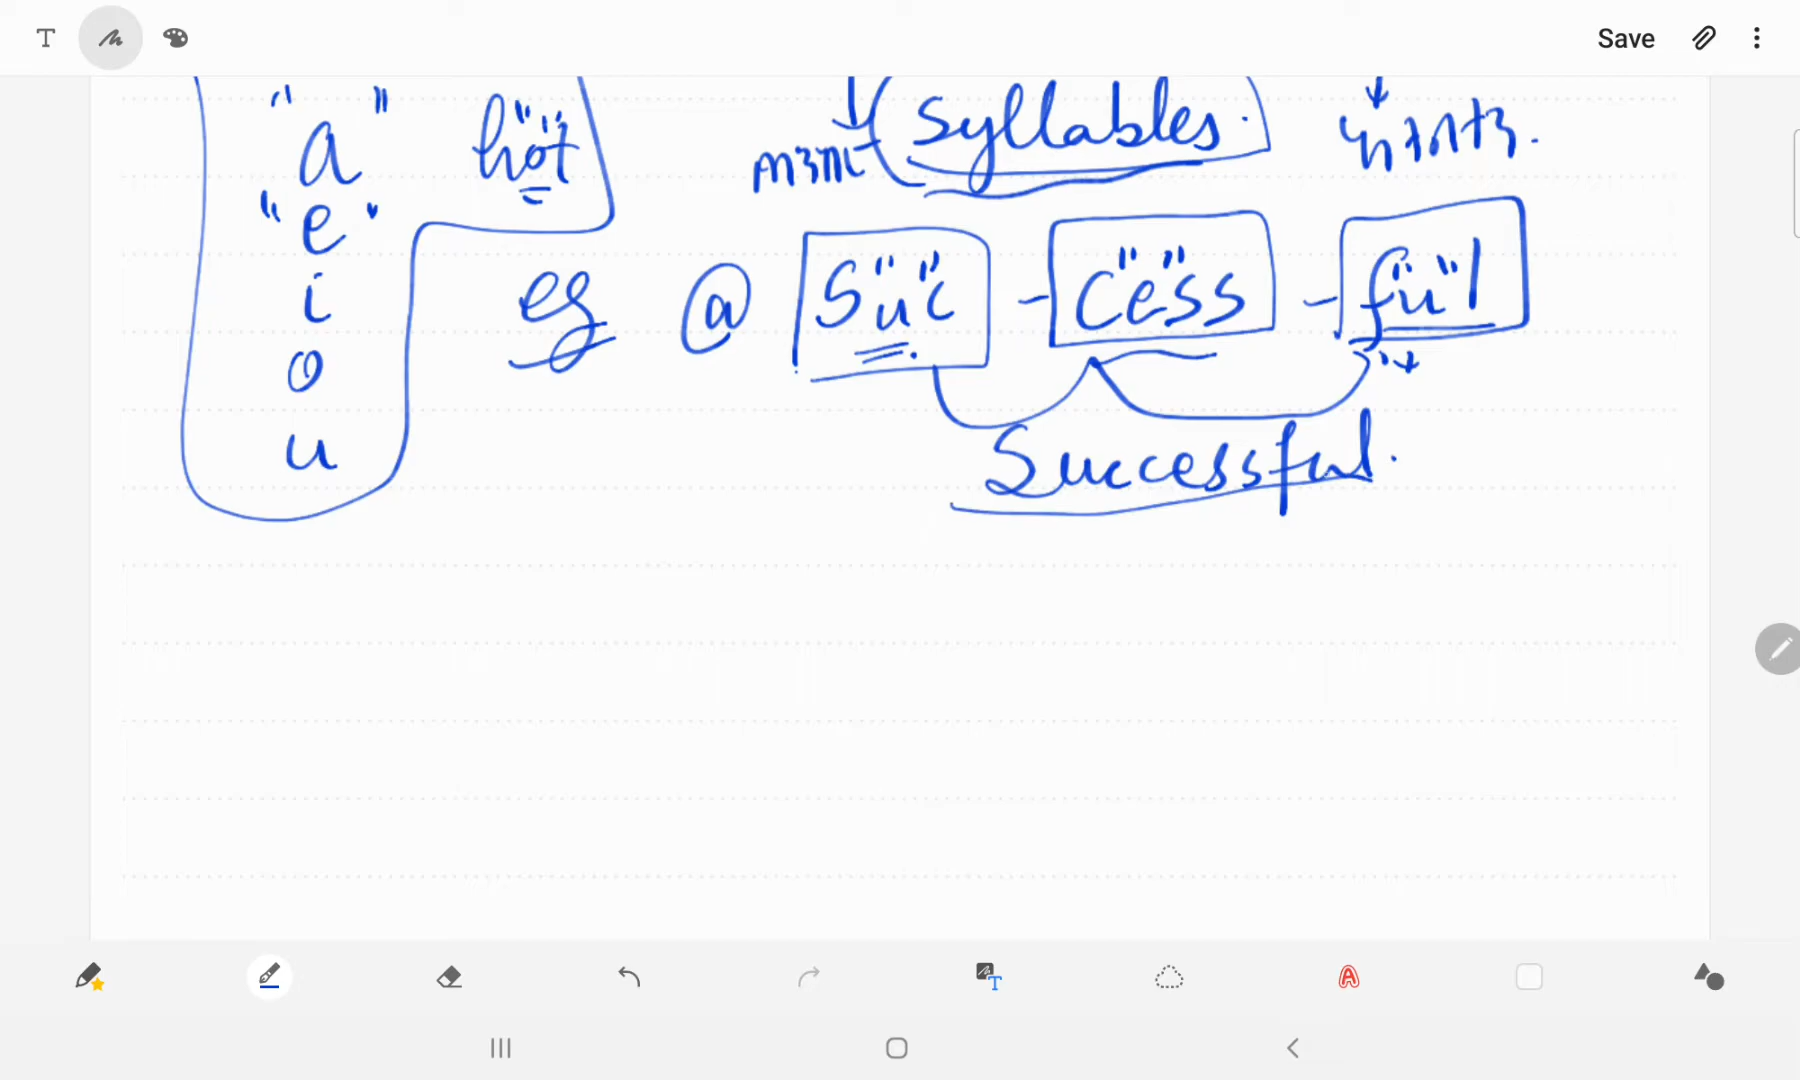 Save
"a" hot Syllables.
"e"
i eg @ Suc - Cess - ful
o
u Successful.